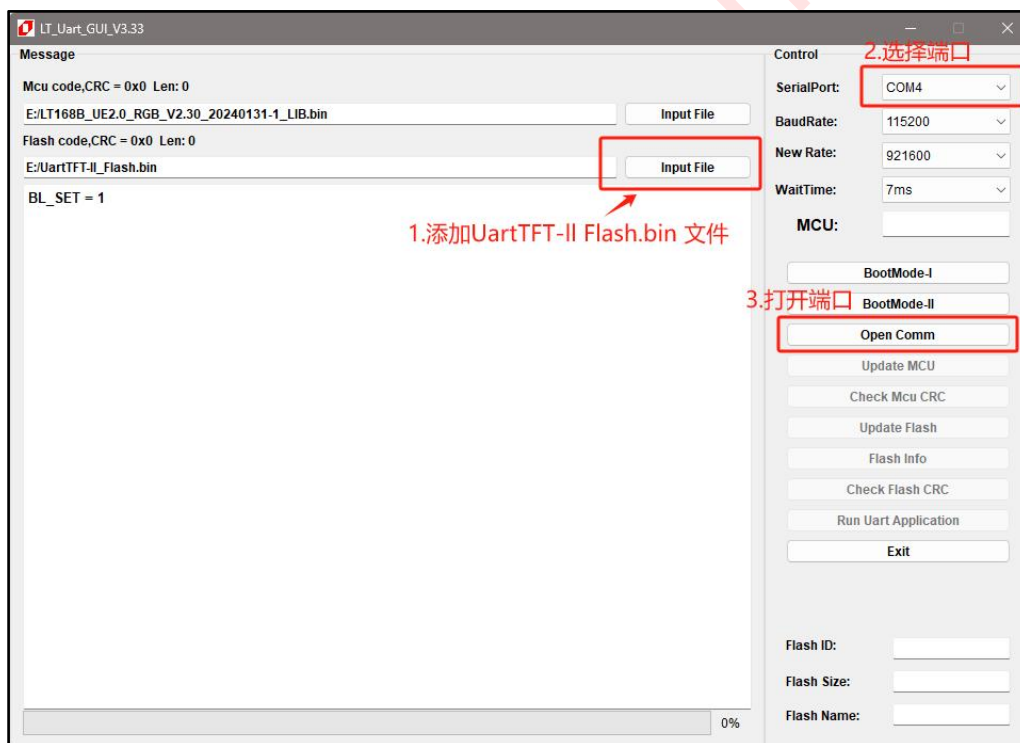 LT_Uart_GUI_V3.33
Message
Mcu code,CRC = 0x0 Len: 0
E:/LT168B_UE2.0_RGB_V2.30_20240131-1_LIB.bin
Input File
Flash code,CRC = 0x0 Len: 0
E:/UartTFT-II_Flash.bin
Input File
BL_SET = 1
1.添加UartTFT-II Flash.bin 文件
0%
Control
2.选择端口
SerialPort: COM4
BaudRate: 115200
New Rate: 921600
WaitTime: 7ms
MCU:
BootMode-I
3.打开端口
BootMode-II
Open Comm
Update MCU
Check Mcu CRC
Update Flash
Flash Info
Check Flash CRC
Run Uart Application
Exit
Flash ID:
Flash Size:
Flash Name: